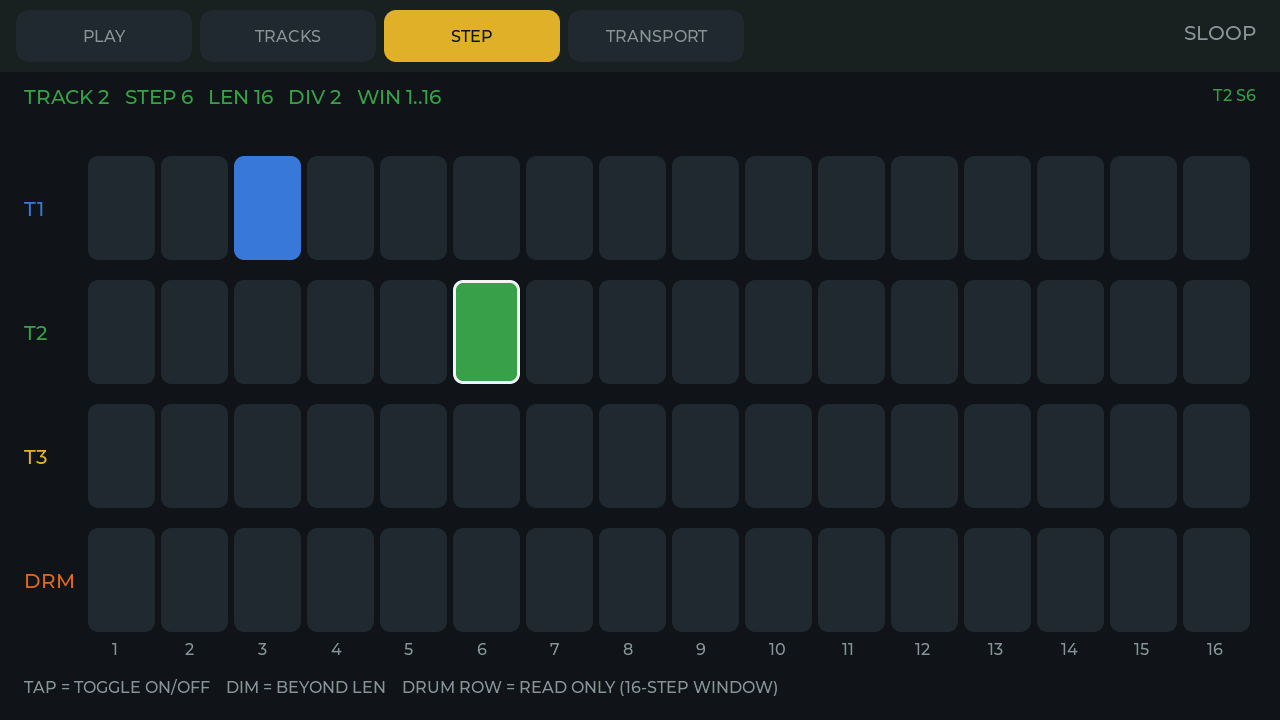 PLAY TRACKS STEP TRANSPORT SLOOP
TRACK 2 STEP 6 LEN 16 DIV 2 WIN 1..16 T2 S6
T1
T2
T3
DRM
1 2 3 4 5 6 7 8 9 10 11 12 13 14 15 16
TAP = TOGGLE ON/OFF DIM = BEYOND LEN DRUM ROW = READ ONLY (16-STEP WINDOW)